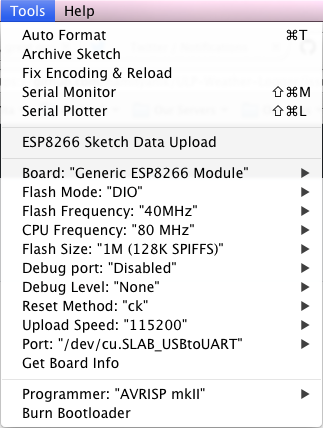 Tools Help
Auto Format ⌘T
Archive Sketch
Fix Encoding & Reload
Serial Monitor ⇧⌘M
Serial Plotter ⇧⌘L
ESP8266 Sketch Data Upload
Board: "Generic ESP8266 Module"
Flash Mode: "DIO"
Flash Frequency: "40MHz"
CPU Frequency: "80 MHz"
Flash Size: "1M (128K SPIFFS)"
Debug port: "Disabled"
Debug Level: "None"
Reset Method: "ck"
Upload Speed: "115200"
Port: "/dev/cu.SLAB_USBtoUART"
Get Board Info
Programmer: "AVRISP mkII"
Burn Bootloader